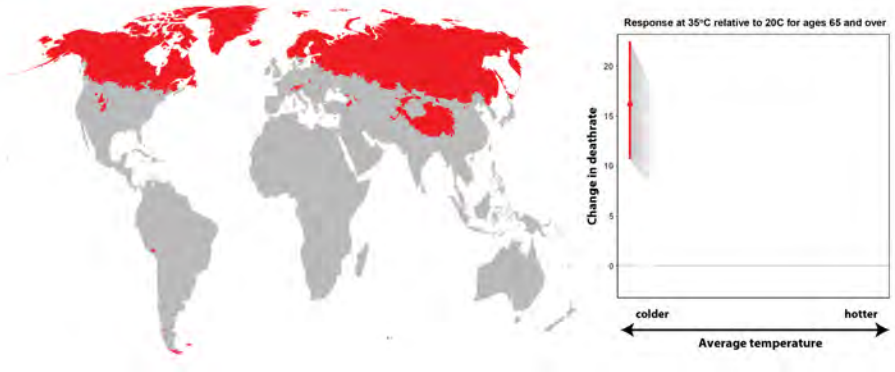 Response at 35°C relative to 20C for ages 65 and over
Change in deathrate
20
15
10
5
0
colder
hotter
Average temperature